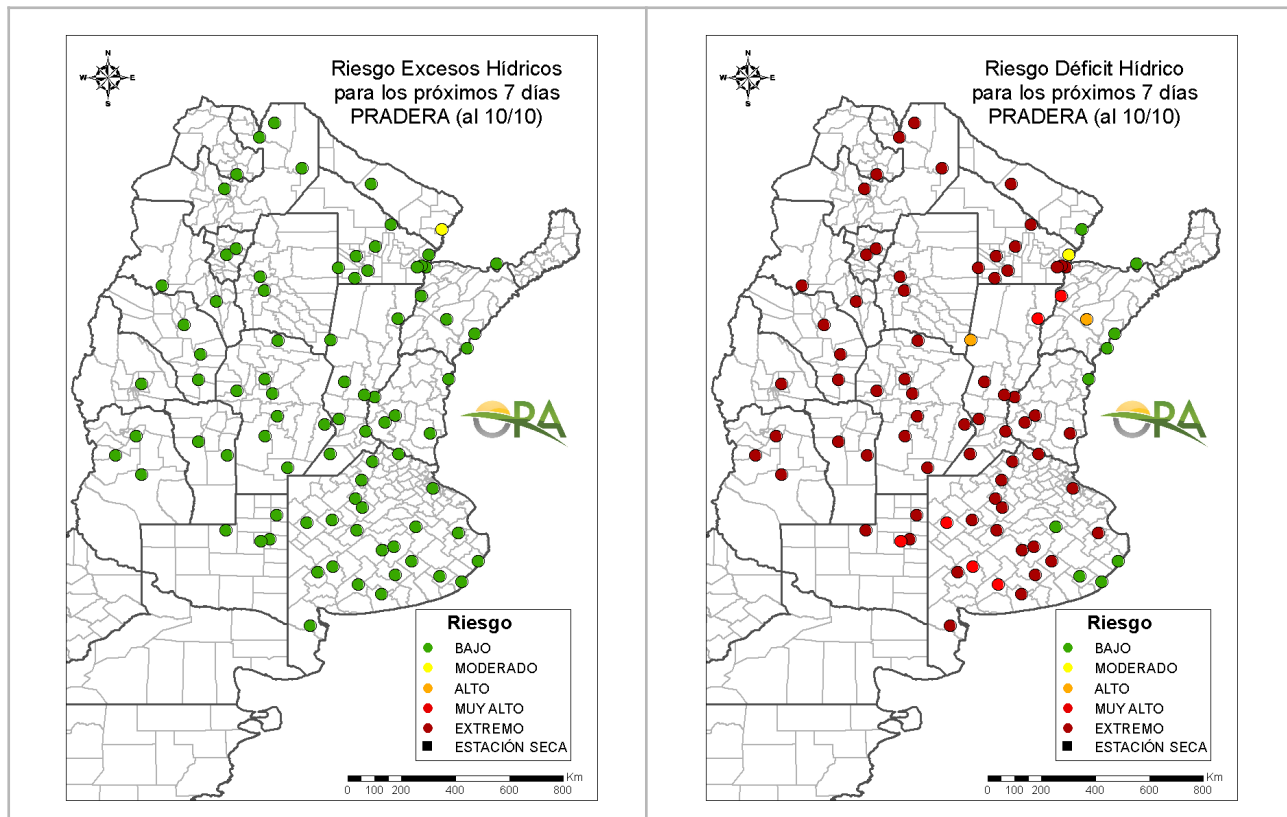 N
W
E
S
Riesgo Excesos Hídricos
para los próximos 7 días
PRADERA (al 10/10)
ORA
Riesgo
BAJO
MODERADO
ALTO
MUY ALTO
EXTREMO
ESTACIÓN SECA
Km
0 100 200 400 600 800
N
W
E
S
Riesgo Déficit Hídrico
para los próximos 7 días
PRADERA (al 10/10)
ORA
Riesgo
BAJO
MODERADO
ALTO
MUY ALTO
EXTREMO
ESTACIÓN SECA
Km
0 100 200 400 600 800